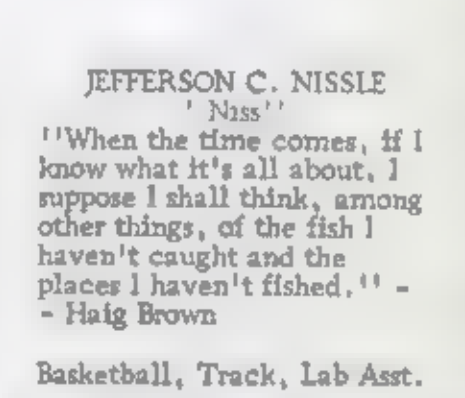 JEFFERSON C. NISSLE
' Niss''
''When the time comes, if I
know what it's all about, I
suppose I shall think, among
other things, of the fish I
haven't caught and the
places I haven't fished.'' -
- Haig Brown
Basketball, Track, Lab Asst.